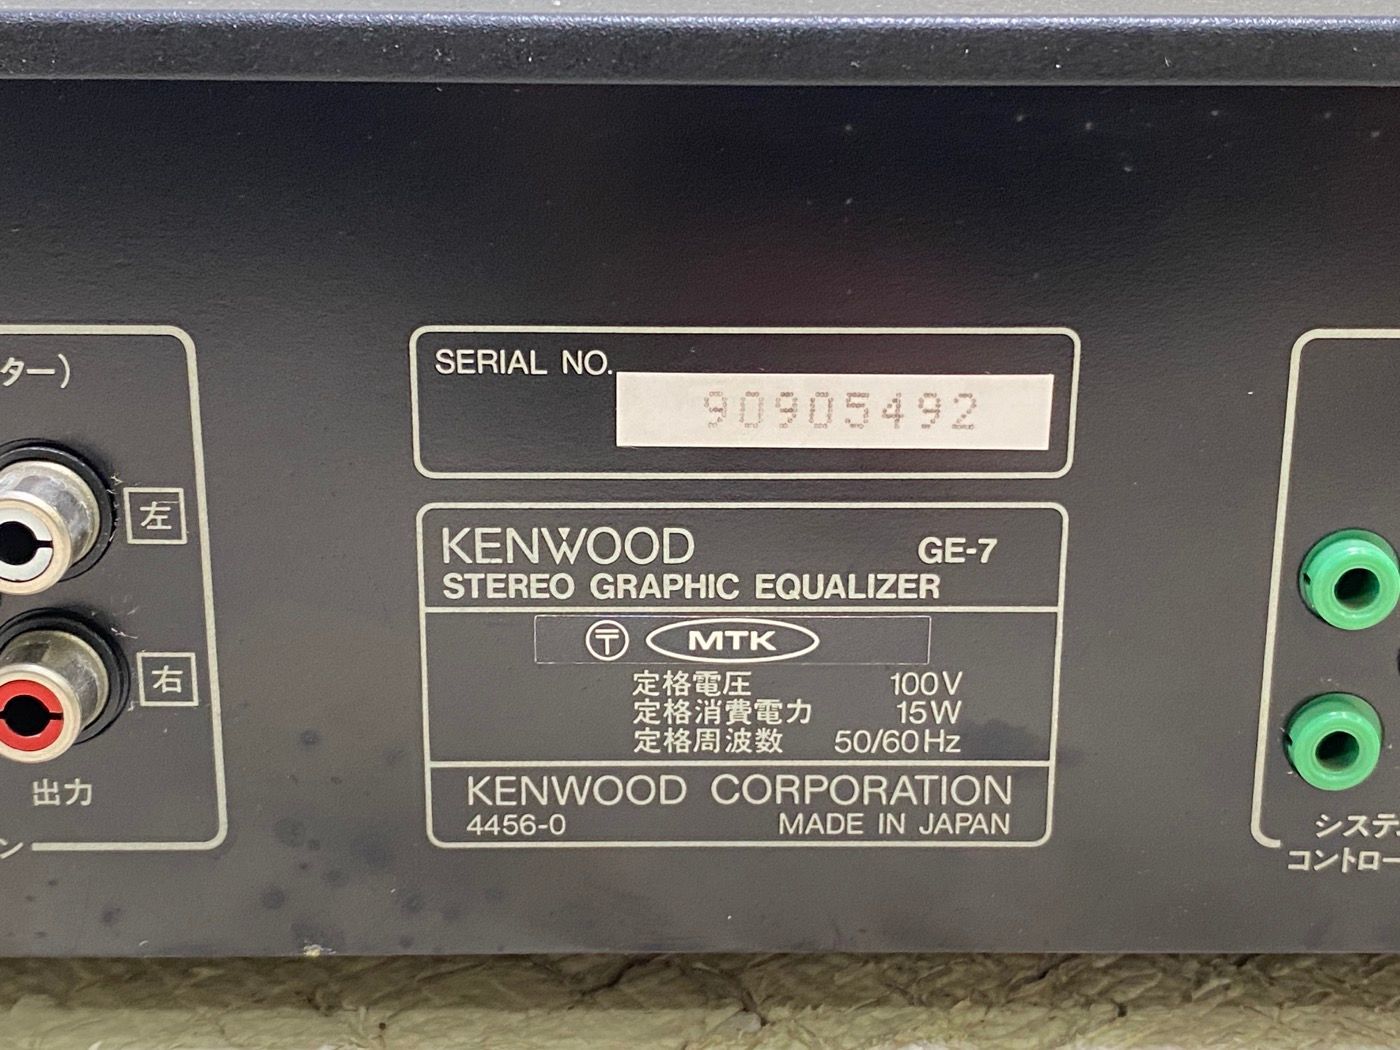 ター)
左
右
出力
ン
SERIAL NO.
90905492
KENWOOD GE-7
STEREO GRAPHIC EQUALIZER
〒 MTK
定格電圧 100V
定格消費電力 15W
定格周波数 50/60Hz
KENWOOD CORPORATION
4456-0 MADE IN JAPAN
システ
コントロー